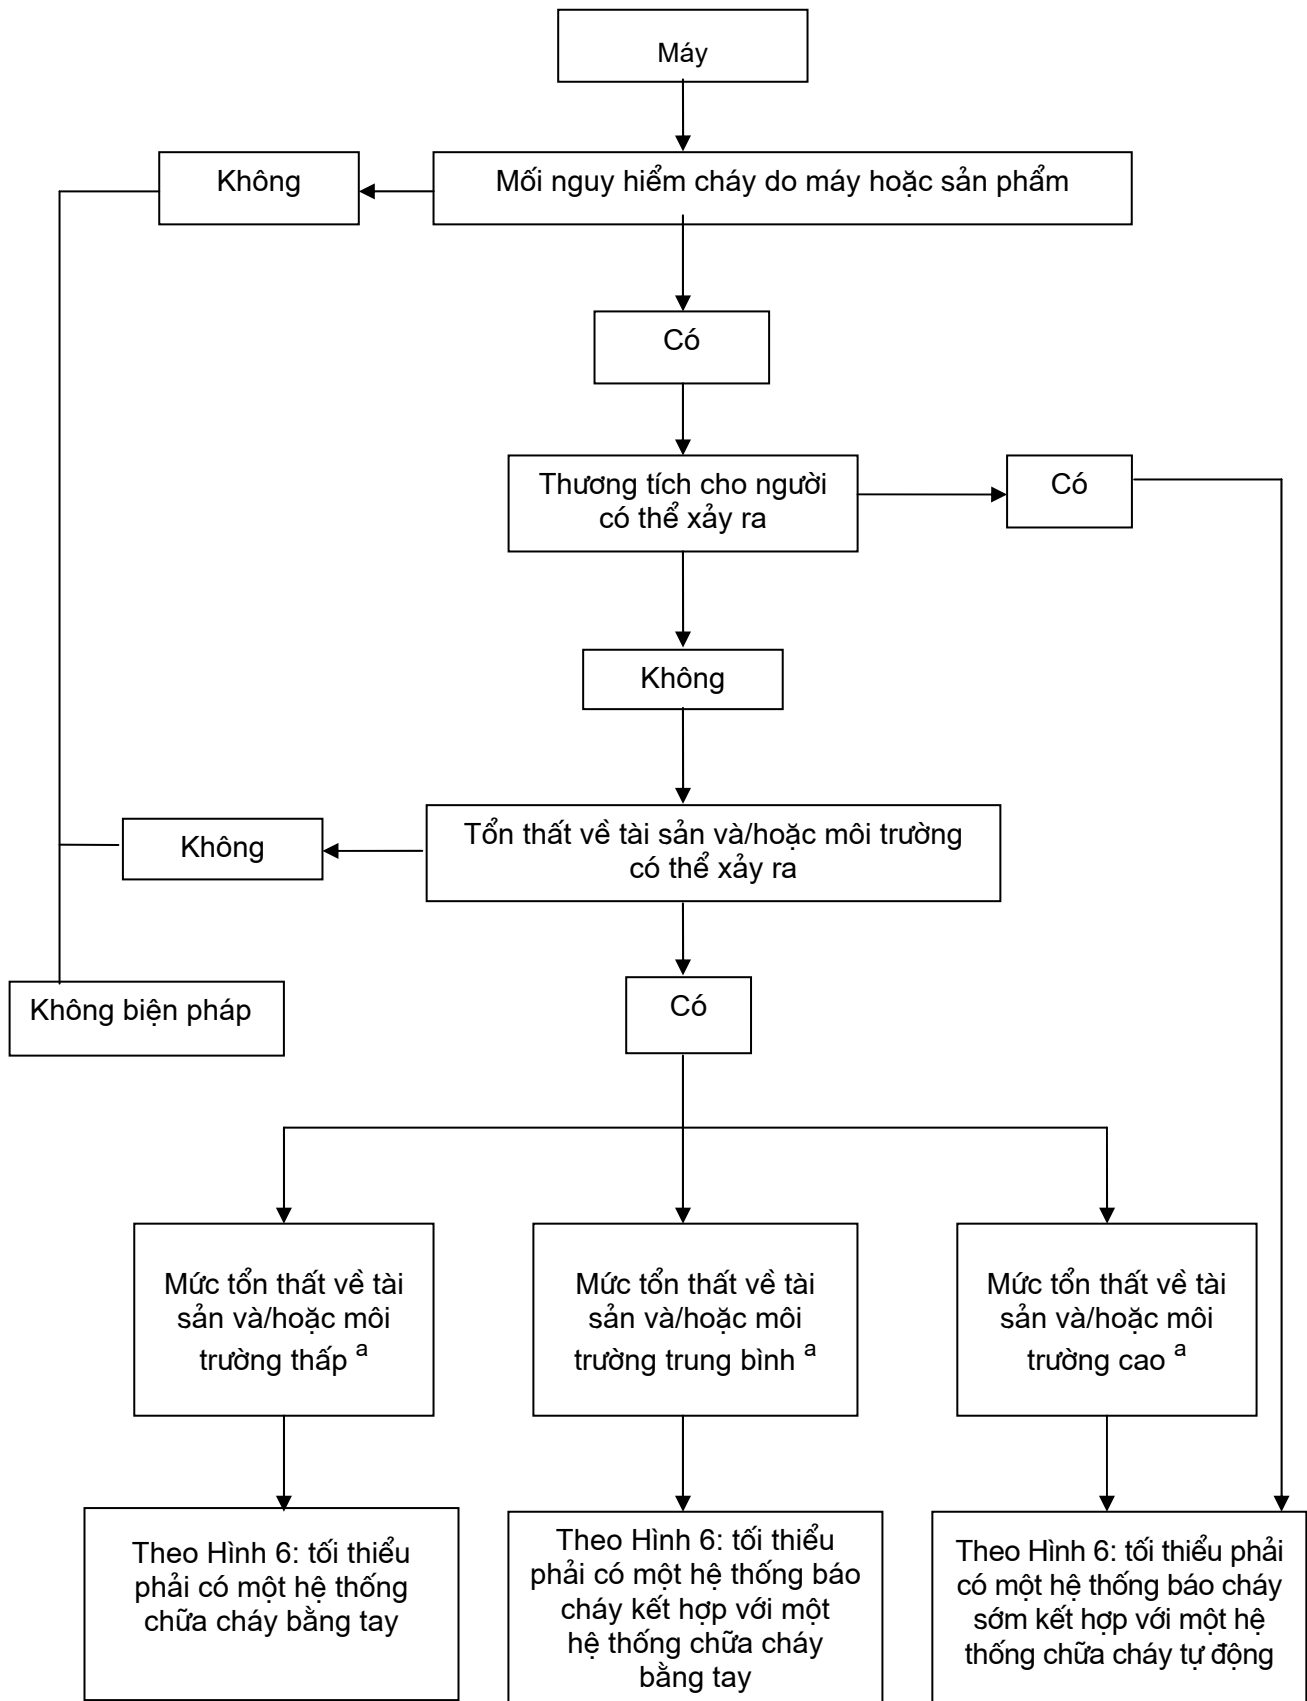 Máy
Không
Mối nguy hiểm cháy do máy hoặc sản phẩm
Có
Thương tích cho người
có thể xảy ra
Có
Không
Không
Tổn thất về tài sản và/hoặc môi trường
có thể xảy ra
Không biện pháp
Có
Mức tổn thất về tài
sản và/hoặc môi
trường thấp a
Mức tổn thất về tài
sản và/hoặc môi
trường trung bình a
Mức tổn thất về tài
sản và/hoặc môi
trường cao a
Theo Hình 6: tối thiểu
phải có một hệ thống
chữa cháy bằng tay
Theo Hình 6: tối thiểu
phải có một hệ thống báo
cháy kết hợp với một
hệ thống chữa cháy
bằng tay
Theo Hình 6: tối thiểu phải
có một hệ thống báo cháy
sớm kết hợp với một hệ
thống chữa cháy tự động